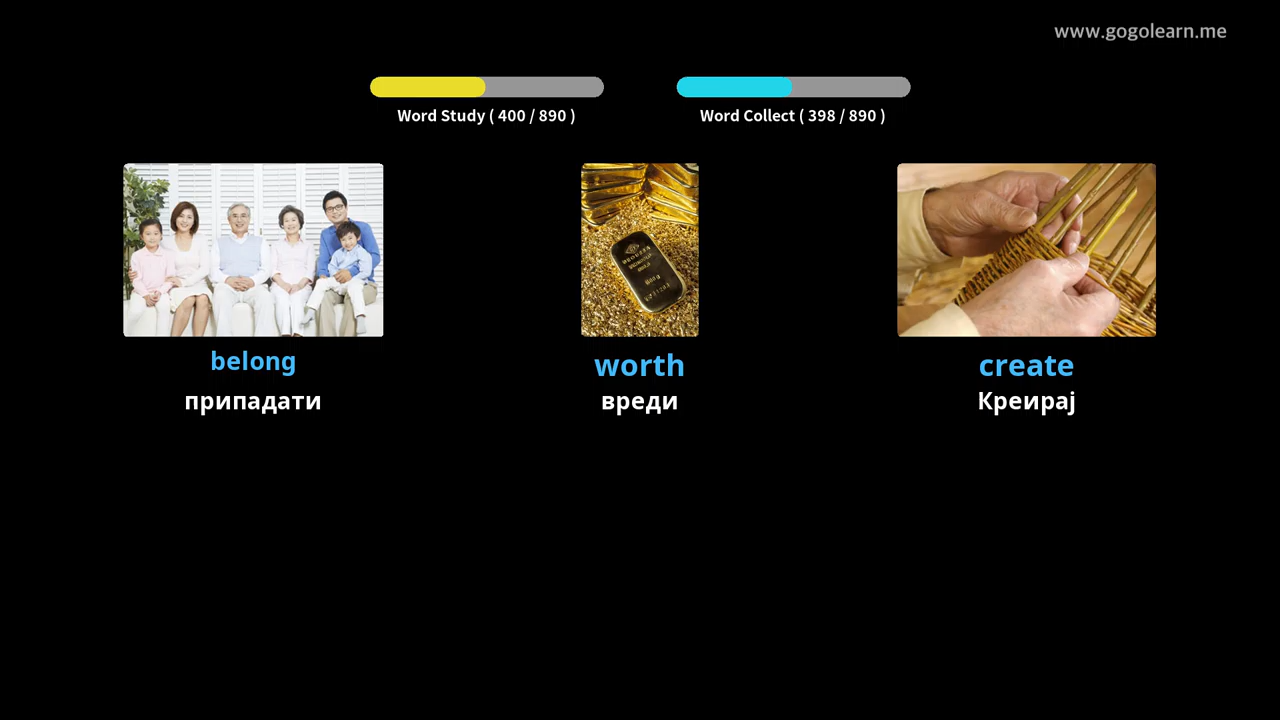 www.gogolearn.me
Word Study ( 400 / 890 )
Word Collect ( 398 / 890 )
belong
worth
create
припадати
вреди
Креирај